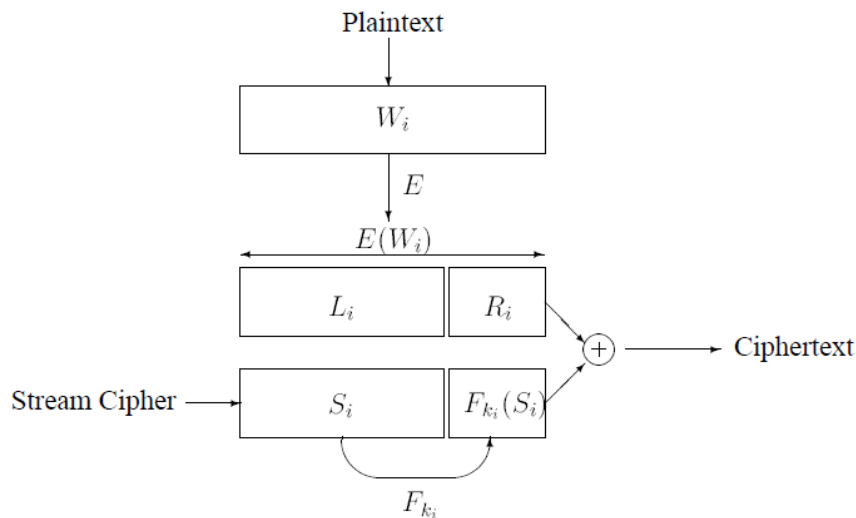 Plaintext
W_i
E
E(W_i)
L_i R_i
+ Ciphertext
Stream Cipher S_i F_{k_i}(S_i)
F_{k_i}